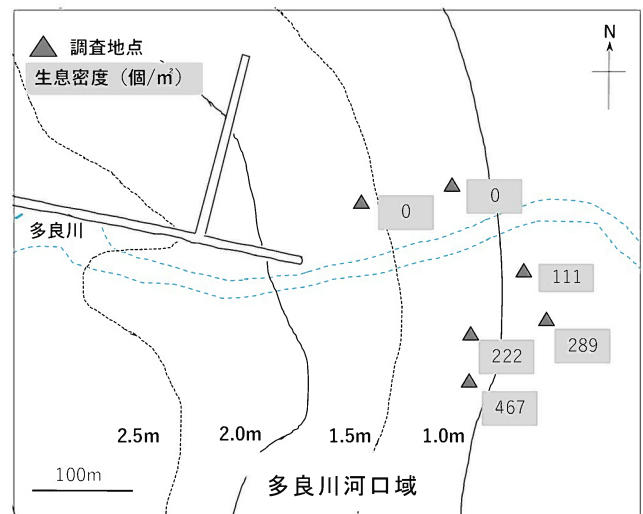 調査地点
生息密度（個/㎡）
N
0
0
多良川
111
289
222
467
2.5m
2.0m
1.5m
1.0m
100m
多良川河口域